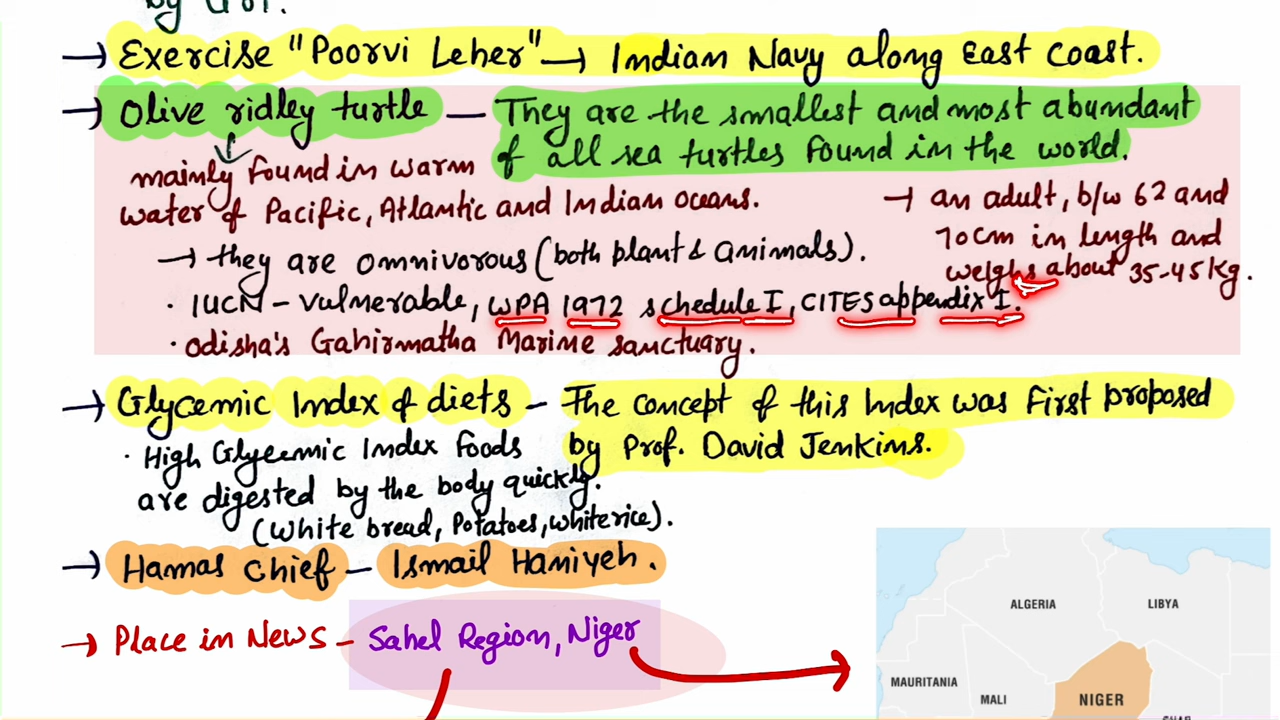 by GOI.
→ Exercise "Poorvi Leher" → Indian Navy along East Coast.
→ Olive ridley turtle — They are the smallest and most abundant
of all sea turtles found in the world.
mainly found in warm
water of Pacific, Atlantic and Indian oceans.
→ an adult, b/w 62 and
70cm in length and
weighs about 35-45kg.
→ they are omnivorous (both plant & animals).
· IUCN - Vulnerable, WPA 1972 schedule I, CITES appendix I.
· Odisha's Gahirmatha Marine sanctuary.
→ Glycemic Index of diets - The concept of this Index was first proposed
by Prof. David Jenkins.
· High Glycemic Index Foods
are digested by the body quickly.
(White bread, Potatoes, white rice).
→ Hamas Chief - Ismail Haniyeh.
→ Place in News - Sahel Region, Niger
ALGERIA
LIBYA
MAURITANIA
MALI
NIGER